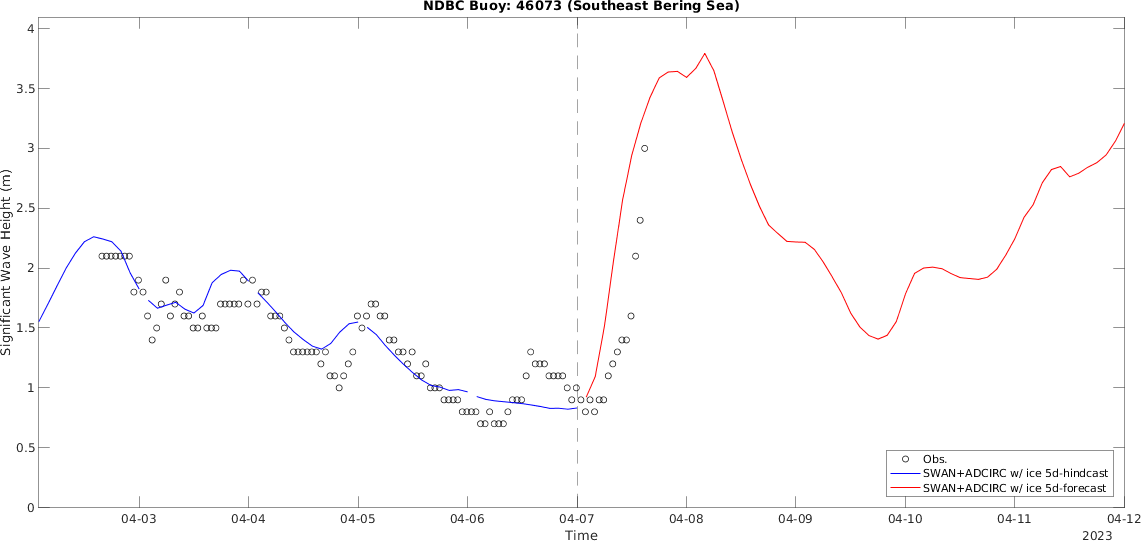 NDBC Buoy: 46073 (Southeast Bering Sea)
Significant Wave Height (m)
4
3.5
3
2.5
2
1.5
1
0.5
0
Obs.
SWAN+ADCIRC w/ ice 5d-hindcast
SWAN+ADCIRC w/ ice 5d-forecast
04-03 04-04 04-05 04-06 04-07 04-08 04-09 04-10 04-11 04-12
Time
2023